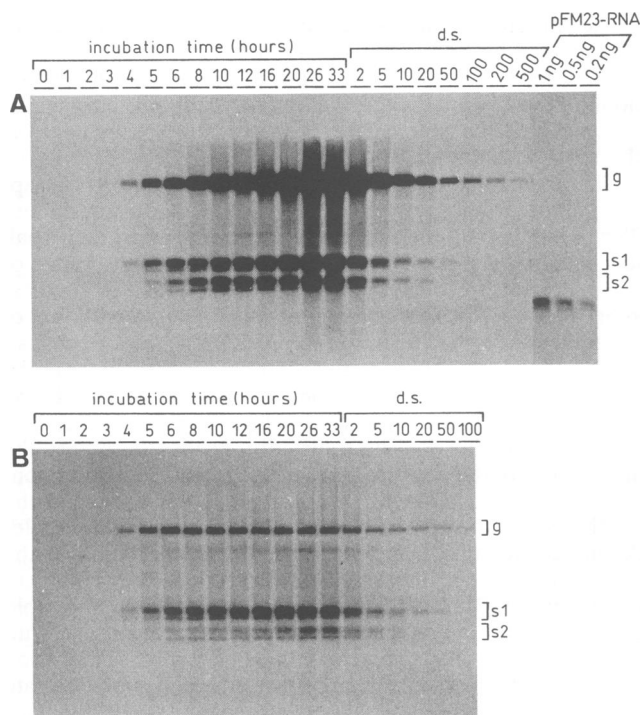 pFM23-RNA
incubation time (hours) d.s.
0 1 2 3 4 5 6 8 10 12 16 20 26 33 2 5 10 20 50 100 200 500 1ng 0.5ng 0.2ng
A
]g
]s1
]s2
incubation time (hours) d.s.
0 1 2 3 4 5 6 8 10 12 16 20 26 33 2 5 10 20 50 100
B
]g
]s1
]s2